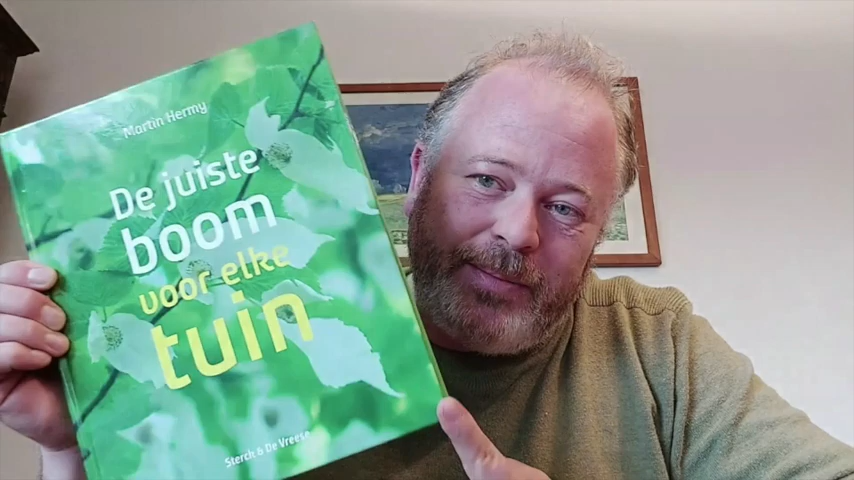 Martin Hermy
De juiste
boom
voor elke
tuin
Sterck & De Vreese